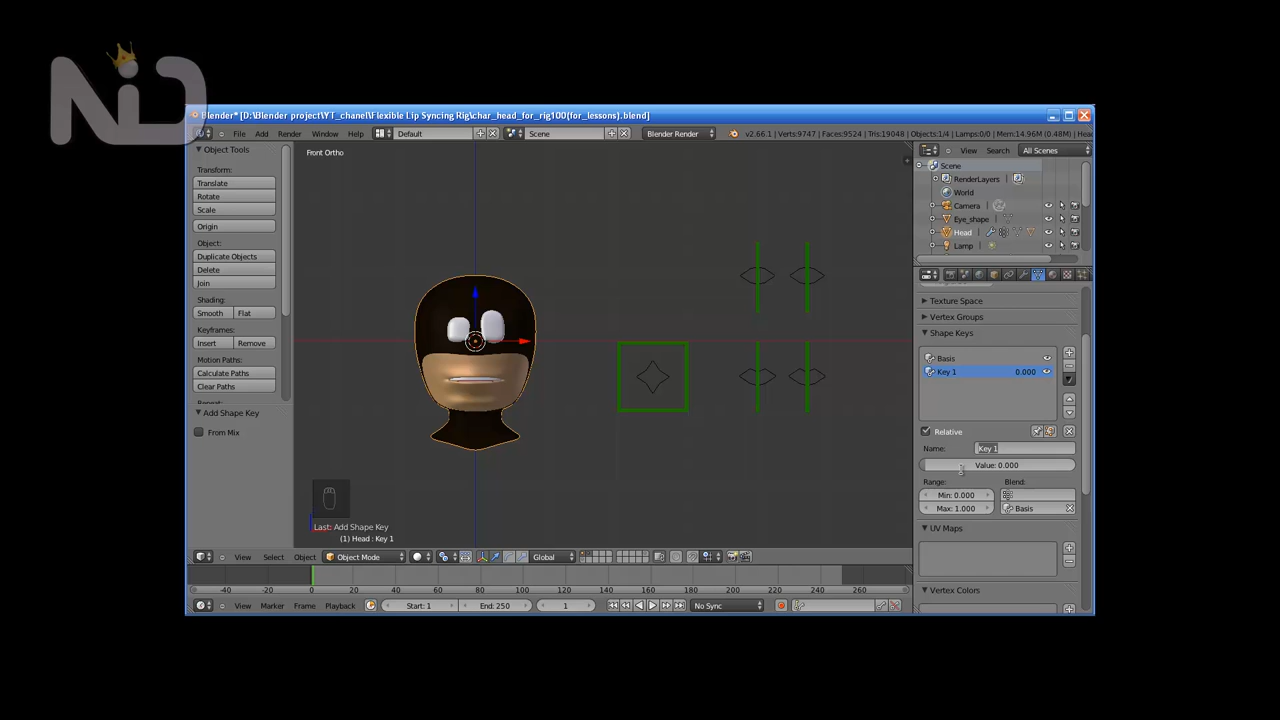 NiD
Blender* [D:\Blender project\YT_chanel\Flexible Lip Syncing Rig\char_head_for_rig100(for_lessons).blend]
File Add Render Window Help Default Scene Blender Render v2.66.1 | Verts:9747 | Faces:9524 | Tris:19048 | Objects:1/4 | Lamps:0/0 | Mem:14.96M (0.48M) | Head
Object Tools
Transform:
Translate
Rotate
Scale
Origin
Object:
Duplicate Objects
Delete
Join
Shading:
Smooth Flat
Keyframes:
Insert Remove
Motion Paths:
Calculate Paths
Clear Paths
Repeat:
Add Shape Key
From Mix
Front Ortho
Last: Add Shape Key
(1) Head : Key 1
View Select Object Object Mode Global
View Search All Scenes
Scene
RenderLayers
World
Camera
Eye_shape
Head
Lamp
Texture Space
Vertex Groups
Shape Keys
Basis
Key 1 0.000
Relative
Name: Key 1
Value: 0.000
Range: Blend:
Min: 0.000
Max: 1.000 Basis
UV Maps
Vertex Colors
-40 -20 0 20 40 60 80 100 120 140 160 180 200 220 240 260
View Marker Frame Playback Start: 1 End: 250 1 No Sync